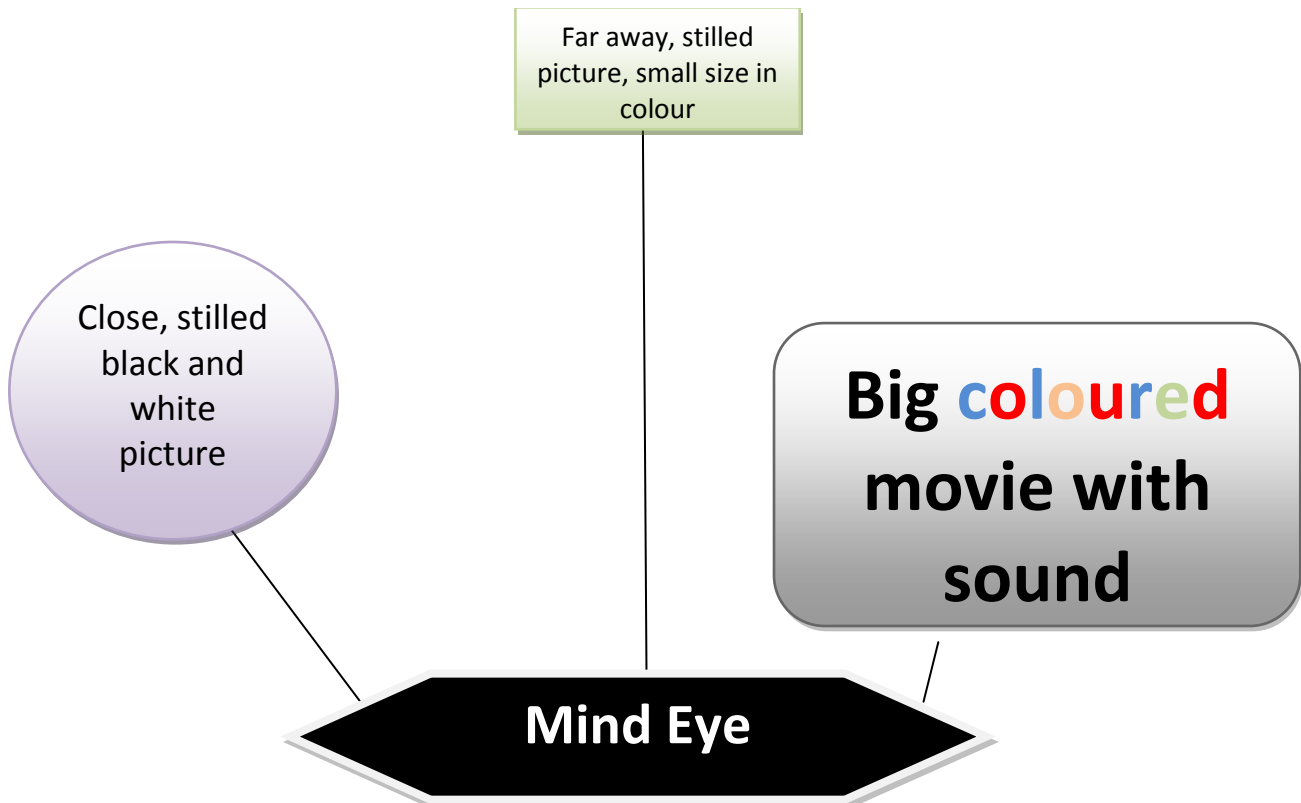 Far away, stilled
picture, small size in
colour
Close, stilled
black and
white
picture
Big coloured
movie with
sound
Mind Eye